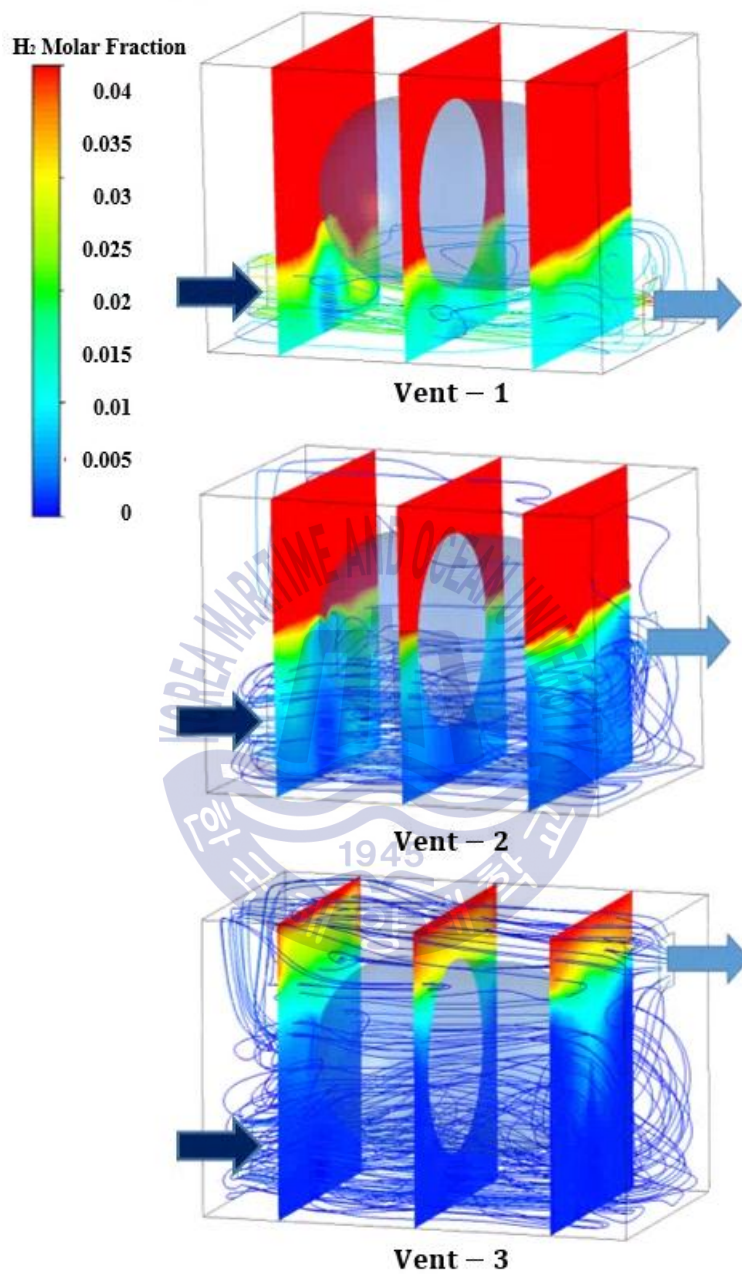 H₂ Molar Fraction
0.04
0.035
0.03
0.025
0.02
0.015
0.01
0.005
0
Vent – 1
KOREA MARITIME AND OCEAN
Vent – 2
1945
Vent – 3